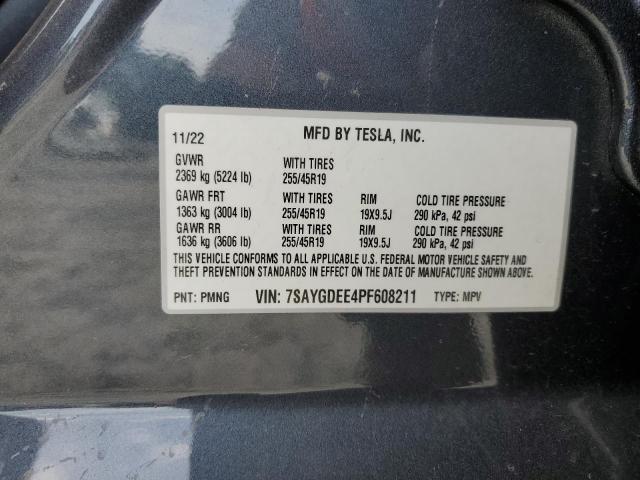 11/22 MFD BY TESLA, INC.
GVWR WITH TIRES
2369 kg (5224 lb) 255/45R19
GAWR FRT WITH TIRES RIM COLD TIRE PRESSURE
1363 kg (3004 lb) 255/45R19 19X9.5J 290 kPa, 42 psi
GAWR RR WITH TIRES RIM COLD TIRE PRESSURE
1636 kg (3606 lb) 255/45R19 19X9.5J 290 kPa, 42 psi
THIS VEHICLE CONFORMS TO ALL APPLICABLE U.S. FEDERAL MOTOR VEHICLE SAFETY AND
THEFT PREVENTION STANDARDS IN EFFECT ON THE DATE OF MANUFACTURE SHOWN ABOVE.
PNT: PMNG VIN: 7SAYGDEE4PF608211 TYPE: MPV